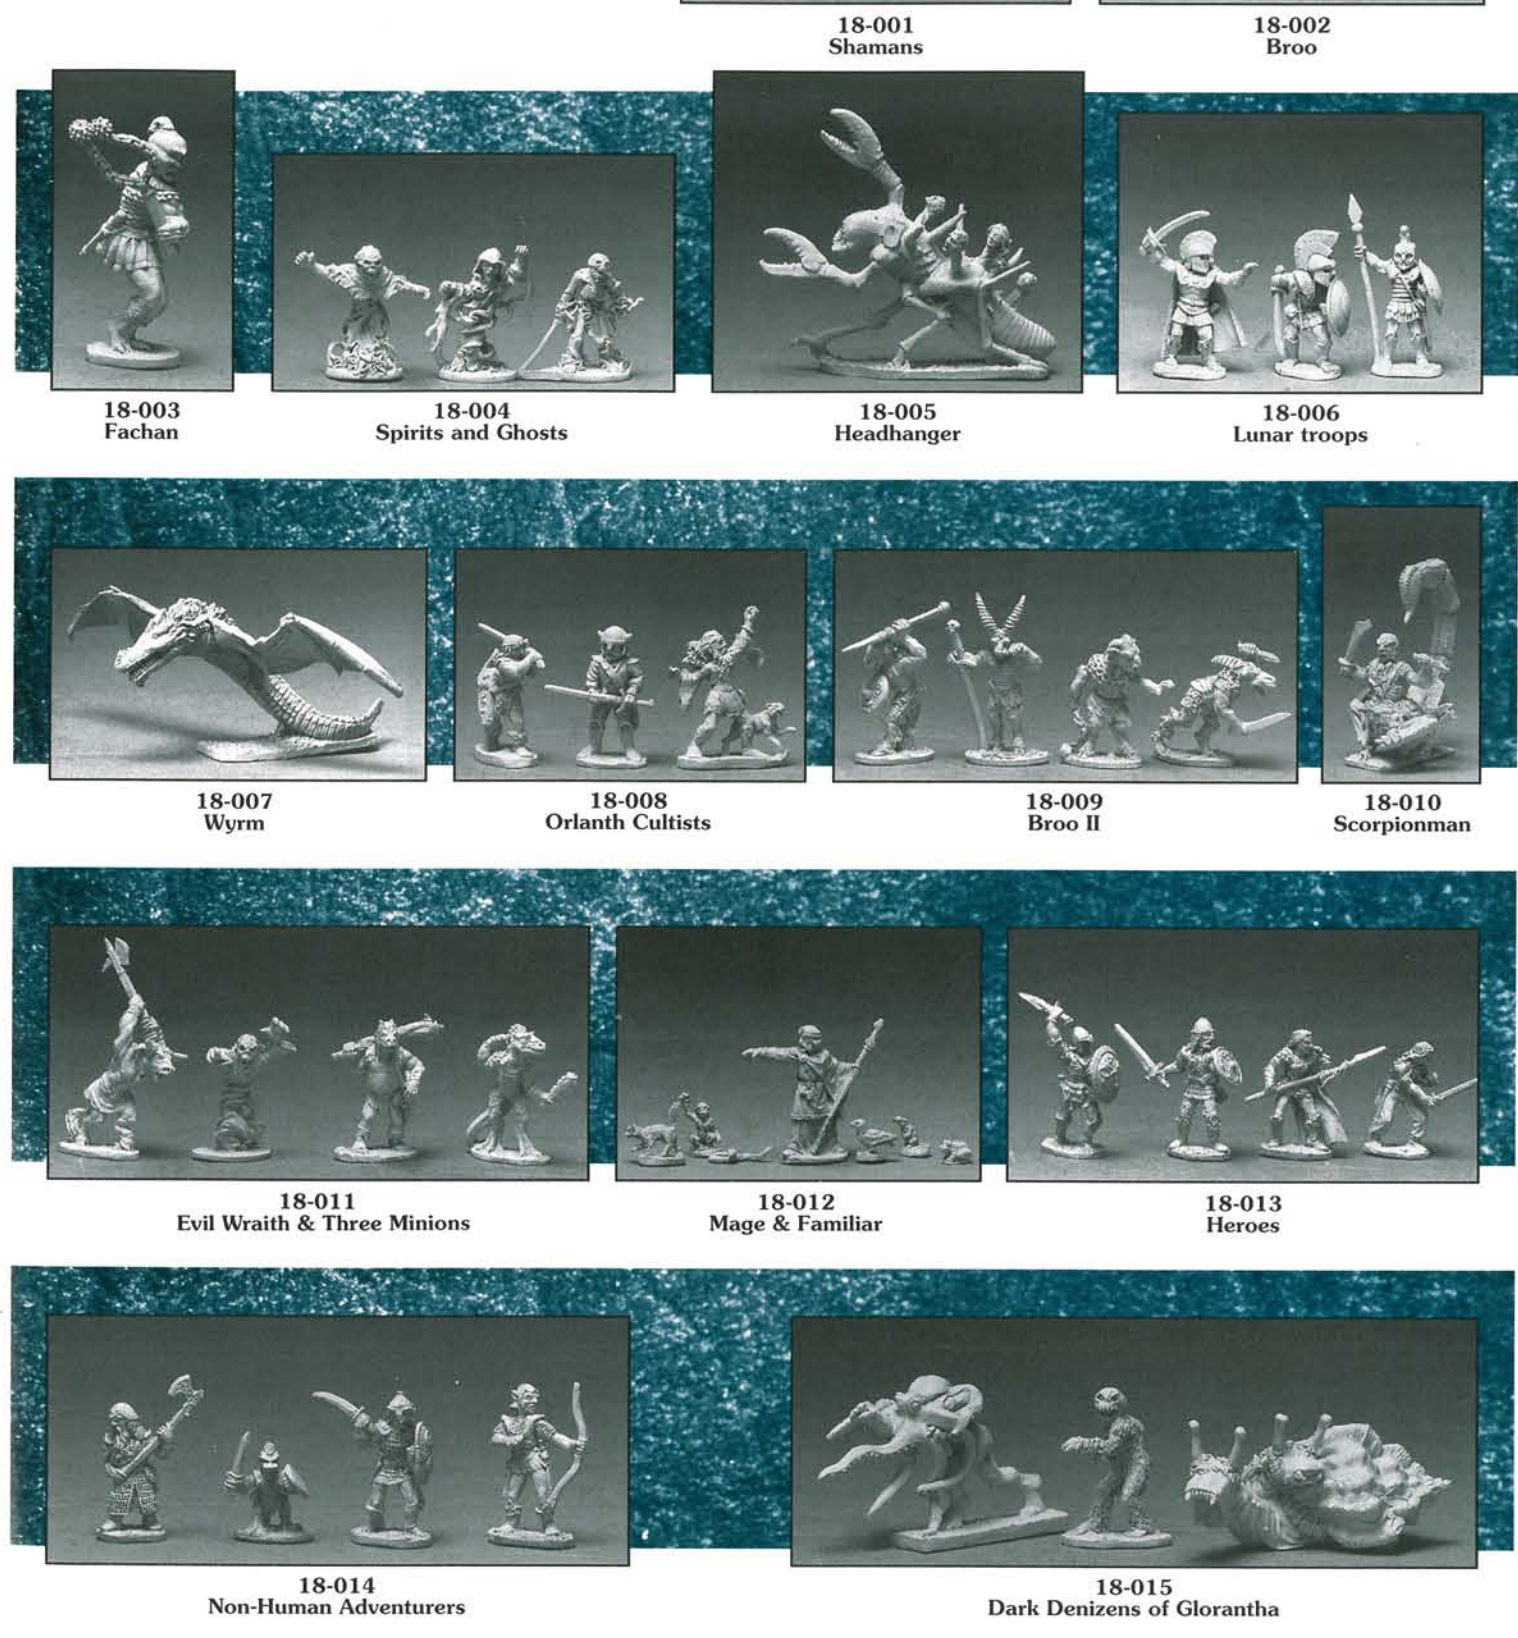 18-001
Shamans
18-002
Broo
18-003
Fachan
18-004
Spirits and Ghosts
18-005
Headhanger
18-006
Lunar troops
18-007
Wyrm
18-008
Orlanth Cultists
18-009
Broo II
18-010
Scorpionman
18-011
Evil Wraith & Three Minions
18-012
Mage & Familiar
18-013
Heroes
18-014
Non-Human Adventurers
18-015
Dark Denizens of Glorantha